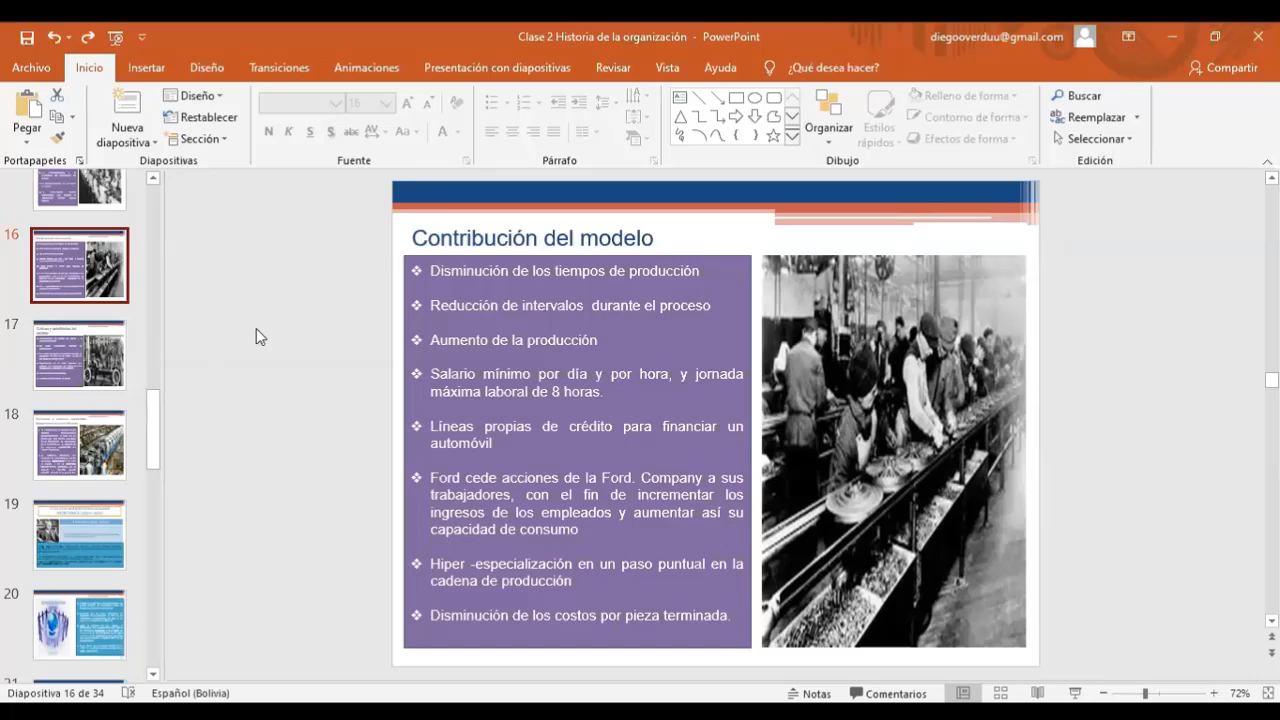 Clase 2 Historia de la organización - PowerPoint
diegooverduu@gmail.com
Archivo
Inicio
Insertar
Diseño
Transiciones
Animaciones
Presentación con diapositivas
Revisar
Vista
Ayuda
¿Qué desea hacer?
Compartir
Pegar
Nueva
diapositiva
Diseño
Restablecer
Sección
18
N K S S abc AV Aa A
Organizar
Estilos
rápidos
Relleno de forma
Contorno de forma
Efectos de forma
Buscar
Reemplazar
Seleccionar
Portapapeles
Diapositivas
Fuente
Párrafo
Dibujo
Edición
16
17
18
19
20
Contribución del modelo
❖ Disminución de los tiempos de producción
❖ Reducción de intervalos durante el proceso
❖ Aumento de la producción
❖ Salario mínimo por día y por hora, y jornada
máxima laboral de 8 horas.
❖ Líneas propias de crédito para financiar un
automóvil
❖ Ford cede acciones de la Ford. Company a sus
trabajadores, con el fin de incrementar los
ingresos de los empleados y aumentar así su
capacidad de consumo
❖ Hiper -especialización en un paso puntual en la
cadena de producción
❖ Disminución de los costos por pieza terminada.
Diapositiva 16 de 34
Español (Bolivia)
Notas
Comentarios
72%